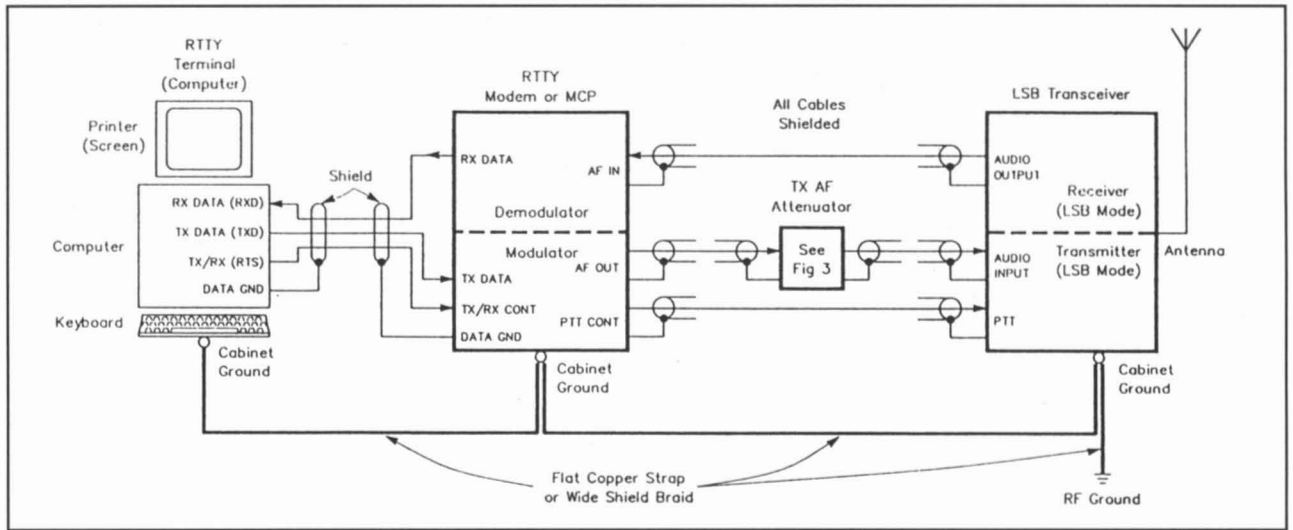 RTTY
Terminal
(Computer)
Printer
(Screen)
Computer
RX DATA (RXD)
TX DATA (TXD)
TX/RX (RTS)
DATA GND
Keyboard
Cabinet
Ground
Shield
RTTY
Modem or MCP
RX DATA
AF IN
Demodulator
Modulator
AF OUT
TX DATA
TX/RX CONT
PTT CONT
DATA GND
Cabinet
Ground
All Cables
Shielded
TX AF
Attenuator
See
Fig 3
LSB Transceiver
AUDIO
OUTPUT
Receiver
(LSB Mode)
Transmitter
(LSB Mode)
AUDIO
INPUT
PTT
Antenna
Cabinet
Ground
Flat Copper Strap
or Wide Shield Braid
RF Ground